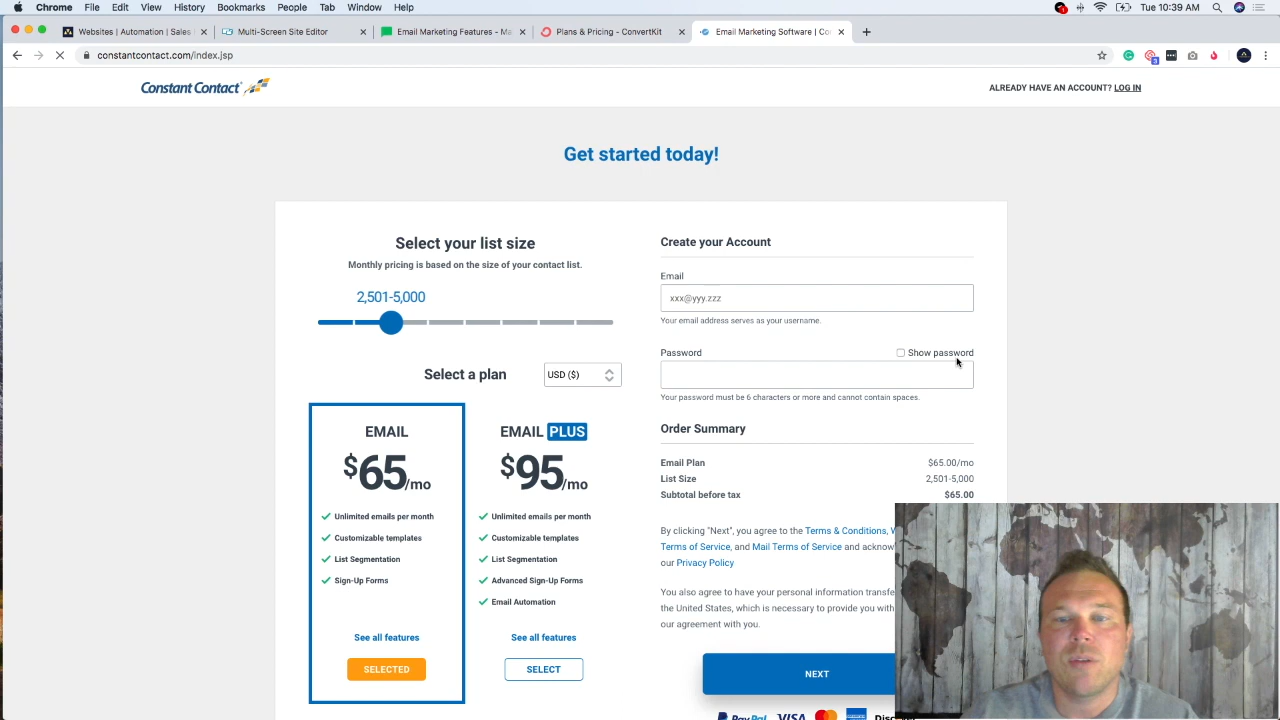 Chrome File Edit View History Bookmarks People Tab Window Help
Tue 10:39 AM
Websites | Automation | Sales
Multi-Screen Site Editor
Email Marketing Features - Ma
Plans & Pricing - ConvertKit
Email Marketing Software | Co
constantcontact.com/index.jsp
Constant Contact
ALREADY HAVE AN ACCOUNT? LOG IN
Get started today!
Select your list size
Monthly pricing is based on the size of your contact list.
2,501-5,000
Select a plan
USD ($)
EMAIL
$65/mo
Unlimited emails per month
Customizable templates
List Segmentation
Sign-Up Forms
See all features
SELECTED
EMAIL PLUS
$95/mo
Unlimited emails per month
Customizable templates
List Segmentation
Advanced Sign-Up Forms
Email Automation
See all features
SELECT
Create your Account
Email
xxx@yyy.zzz
Your email address serves as your username.
Password
Show password
Your password must be 6 characters or more and cannot contain spaces.
Order Summary
Email Plan $65.00/mo
List Size 2,501-5,000
Subtotal before tax $65.00
By clicking "Next", you agree to the Terms & Conditions, W
Terms of Service, and Mail Terms of Service and acknow
our Privacy Policy
You also agree to have your personal information transfe
the United States, which is necessary to provide you with
our agreement with you.
NEXT
PayPal VISA